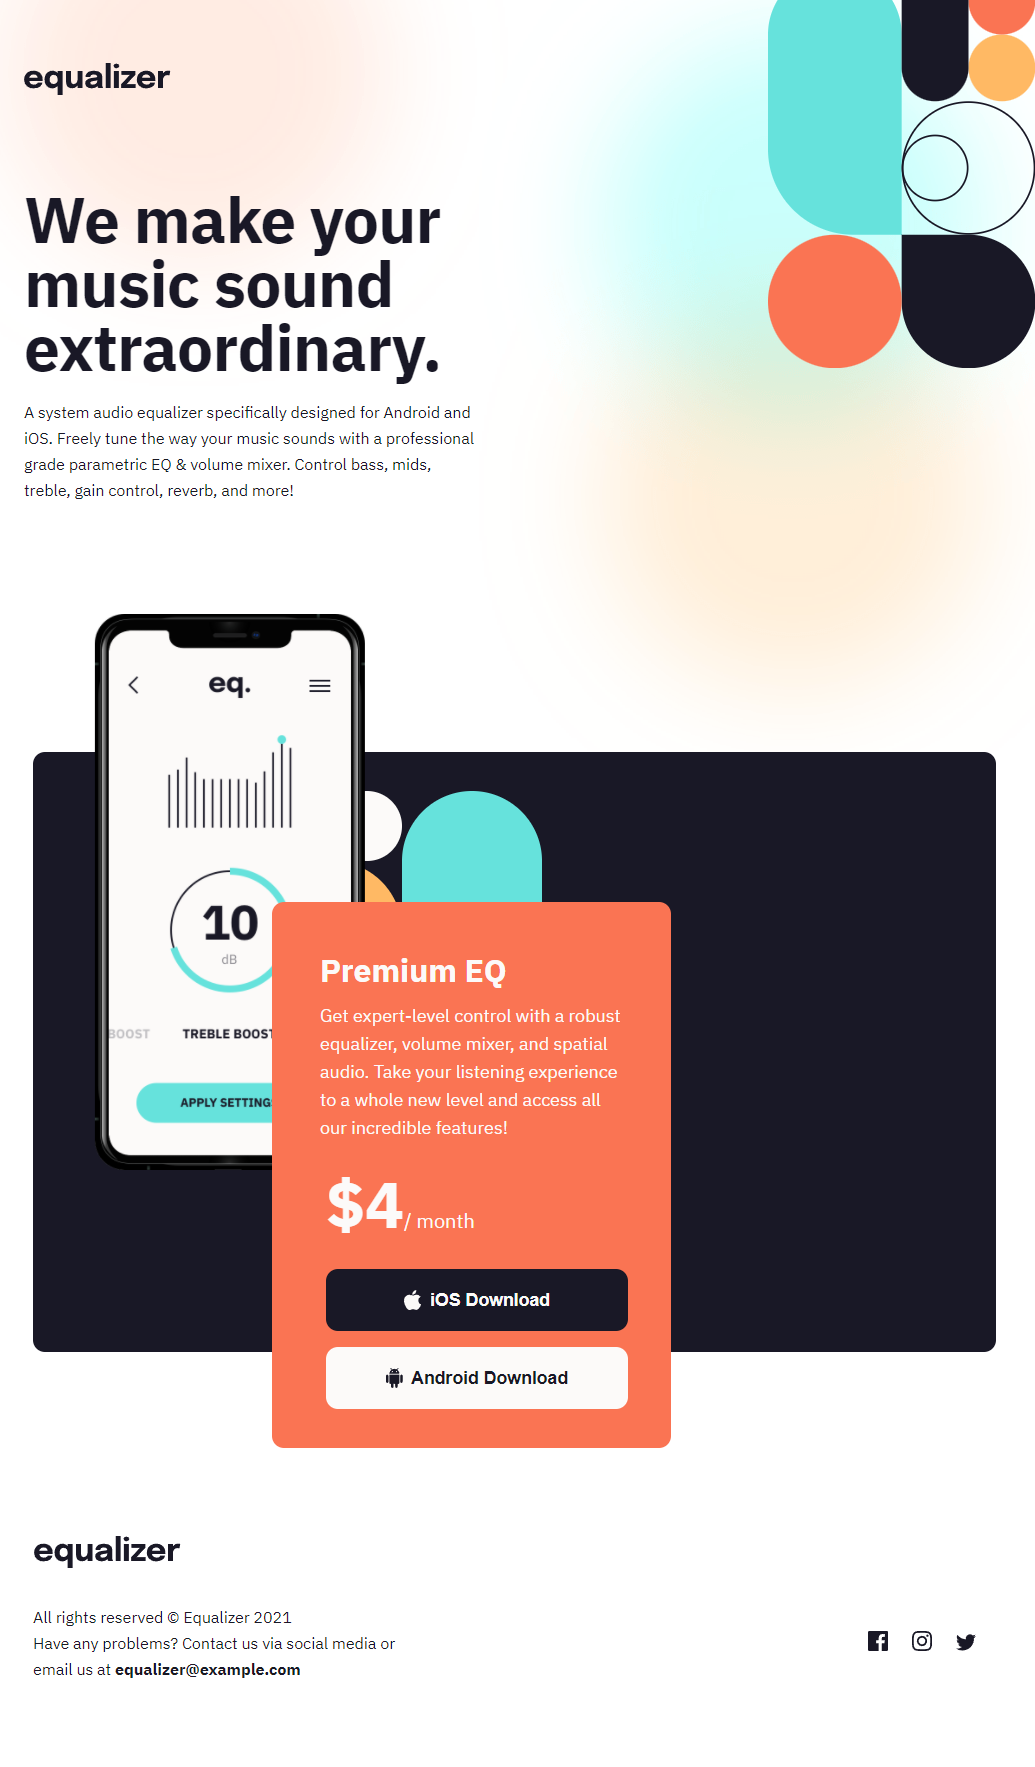 equalizer
We make your
music sound
extraordinary.
A system audio equalizer specifically designed for Android and
iOS. Freely tune the way your music sounds with a professional
grade parametric EQ & volume mixer. Control bass, mids,
treble, gain control, reverb, and more!
eq.
10
dB
BOOST TREBLE BOOST
APPLY SETTING
Premium EQ
Get expert-level control with a robust
equalizer, volume mixer, and spatial
audio. Take your listening experience
to a whole new level and access all
our incredible features!
$4/ month
iOS Download
Android Download
equalizer
All rights reserved © Equalizer 2021
Have any problems? Contact us via social media or
email us at equalizer@example.com